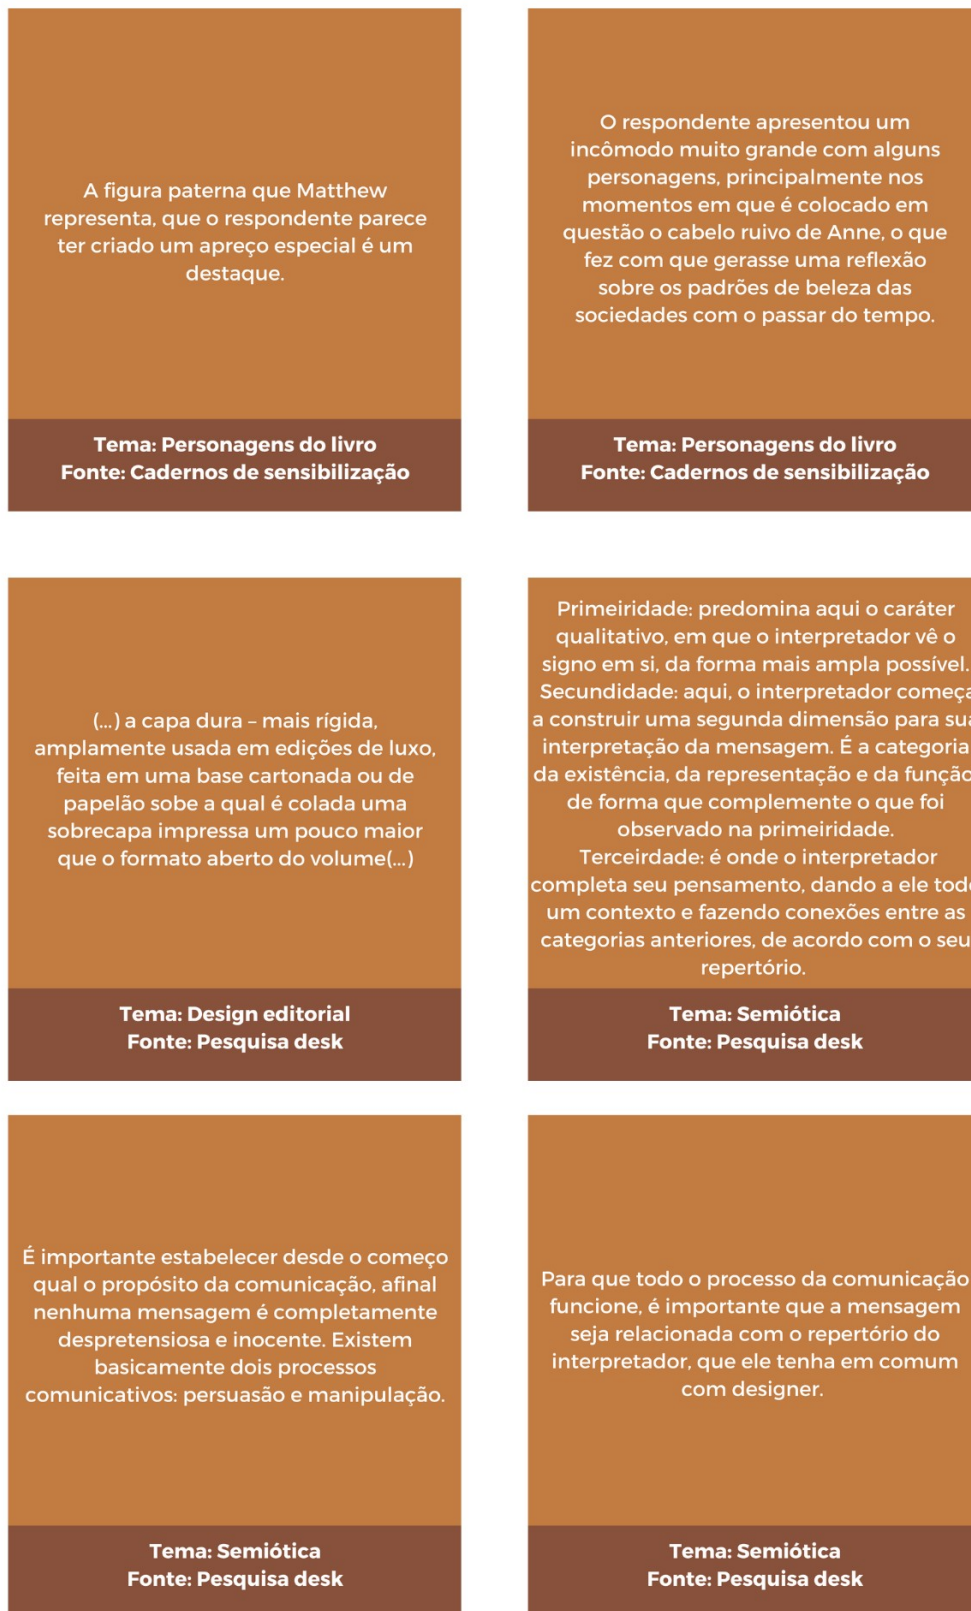 A figura paterna que Matthew
representa, que o respondente parece
ter criado um apreço especial é um
destaque.
Tema: Personagens do livro
Fonte: Cadernos de sensibilização
O respondente apresentou um
incômodo muito grande com alguns
personagens, principalmente nos
momentos em que é colocado em
questão o cabelo ruivo de Anne, o que
fez com que gerasse uma reflexão
sobre os padrões de beleza das
sociedades com o passar do tempo.
Tema: Personagens do livro
Fonte: Cadernos de sensibilização
(...) a capa dura – mais rígida,
amplamente usada em edições de luxo,
feita em uma base cartonada ou de
papelão sobe a qual é colada uma
sobrecapa impressa um pouco maior
que o formato aberto do volume(...)
Tema: Design editorial
Fonte: Pesquisa desk
Primeiridade: predomina aqui o caráter
qualitativo, em que o interpretador vê o
signo em si, da forma mais ampla possível.
Secundidade: aqui, o interpretador começa
a construir uma segunda dimensão para sua
interpretação da mensagem. É a categoria
da existência, da representação e da função
de forma que complemente o que foi
observado na primeiridade.
Terceirdade: é onde o interpretador
completa seu pensamento, dando a ele todo
um contexto e fazendo conexões entre as
categorias anteriores, de acordo com o seu
repertório.
Tema: Semiótica
Fonte: Pesquisa desk
É importante estabelecer desde o começo
qual o propósito da comunicação, afinal
nenhuma mensagem é completamente
despretensiosa e inocente. Existem
basicamente dois processos
comunicativos: persuasão e manipulação.
Tema: Semiótica
Fonte: Pesquisa desk
Para que todo o processo da comunicação
funcione, é importante que a mensagem
seja relacionada com o repertório do
interpretador, que ele tenha em comum
com designer.
Tema: Semiótica
Fonte: Pesquisa desk